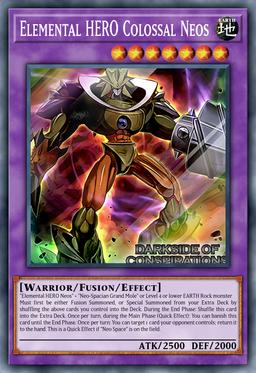 Elemental HERO Colossal Neos
EARTH
地
DARKSIDE OF
CONSPIRATIONS
[WARRIOR/FUSION/EFFECT]
"Elemental HERO Neos" + "Neo-Spacian Grand Mole" or Level 4 or lower EARTH Rock monster
Must first be either Fusion Summoned, or Special Summoned from your Extra Deck by
shuffling the above cards you control into the Deck. During the End Phase: Shuffle this
card into the Extra Deck. Once per turn, during the Main Phase (Quick Effect): You can banish this
card until the End Phase. Once per turn: You can target 1 card your opponent controls; return it
to the hand. This is a Quick Effect if "Neo Space" is on the field.
ATK/2500 DEF/2000